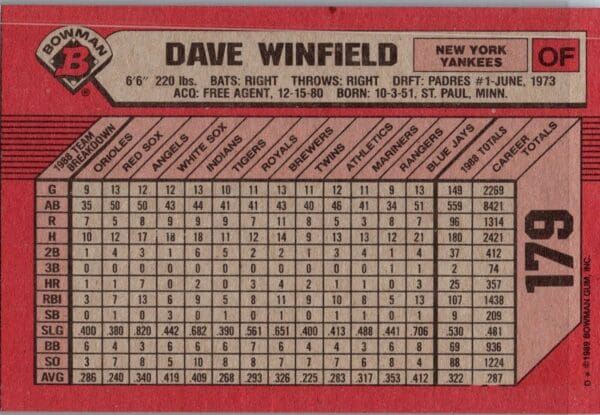 BOWMAN
B
®
DAVE WINFIELD
NEW YORK YANKEES
OF
6'6" 220 lbs. BATS: RIGHT THROWS: RIGHT DRFT: PADRES #1-JUNE, 1973
ACQ: FREE AGENT, 12-15-80 BORN: 10-3-51, ST. PAUL, MINN.
1988 TEAM BREAKDOWN ORIOLES RED SOX ANGELS WHITE SOX INDIANS TIGERS ROYALS BREWERS TWINS ATHLETICS MARINERS RANGERS BLUE JAYS 1988 TOTALS CAREER TOTALS
G 9 13 12 12 13 10 11 13 11 12 11 9 13 149 2269
AB 35 50 50 43 44 41 41 43 40 46 41 34 51 559 8421
R 7 5 8 9 9 9 7 11 8 5 3 8 7 96 1314
H 10 12 17 18 18 11 12 14 9 13 13 12 21 180 2421
2B 1 4 3 1 6 5 2 2 1 3 4 1 4 37 412
3B 0 0 0 0 0 0 0 0 0 0 0 1 1 2 74
HR 1 1 7 0 2 0 3 4 2 1 1 0 3 25 357
RBI 3 7 13 6 9 5 8 11 9 10 8 5 13 107 1438
SB 1 0 3 0 0 0 1 9 209
SLG .400 .380 .820 .442 .682 .390 .561 .651 .400 .413 .488 .441 .706 .530 .481
BB 6 4 3 6 6 7 6 6 4 3 8 6 4 69 936
SO 3 7 8 5 10 8 8 7 7 7 6 8 4 88 1224
AVG .286 .240 .340 .419 .409 .268 .293 .326 .225 .283 .317 .353 .412 .322 .287
179
D * © 1989 BOWMAN GUM, INC.